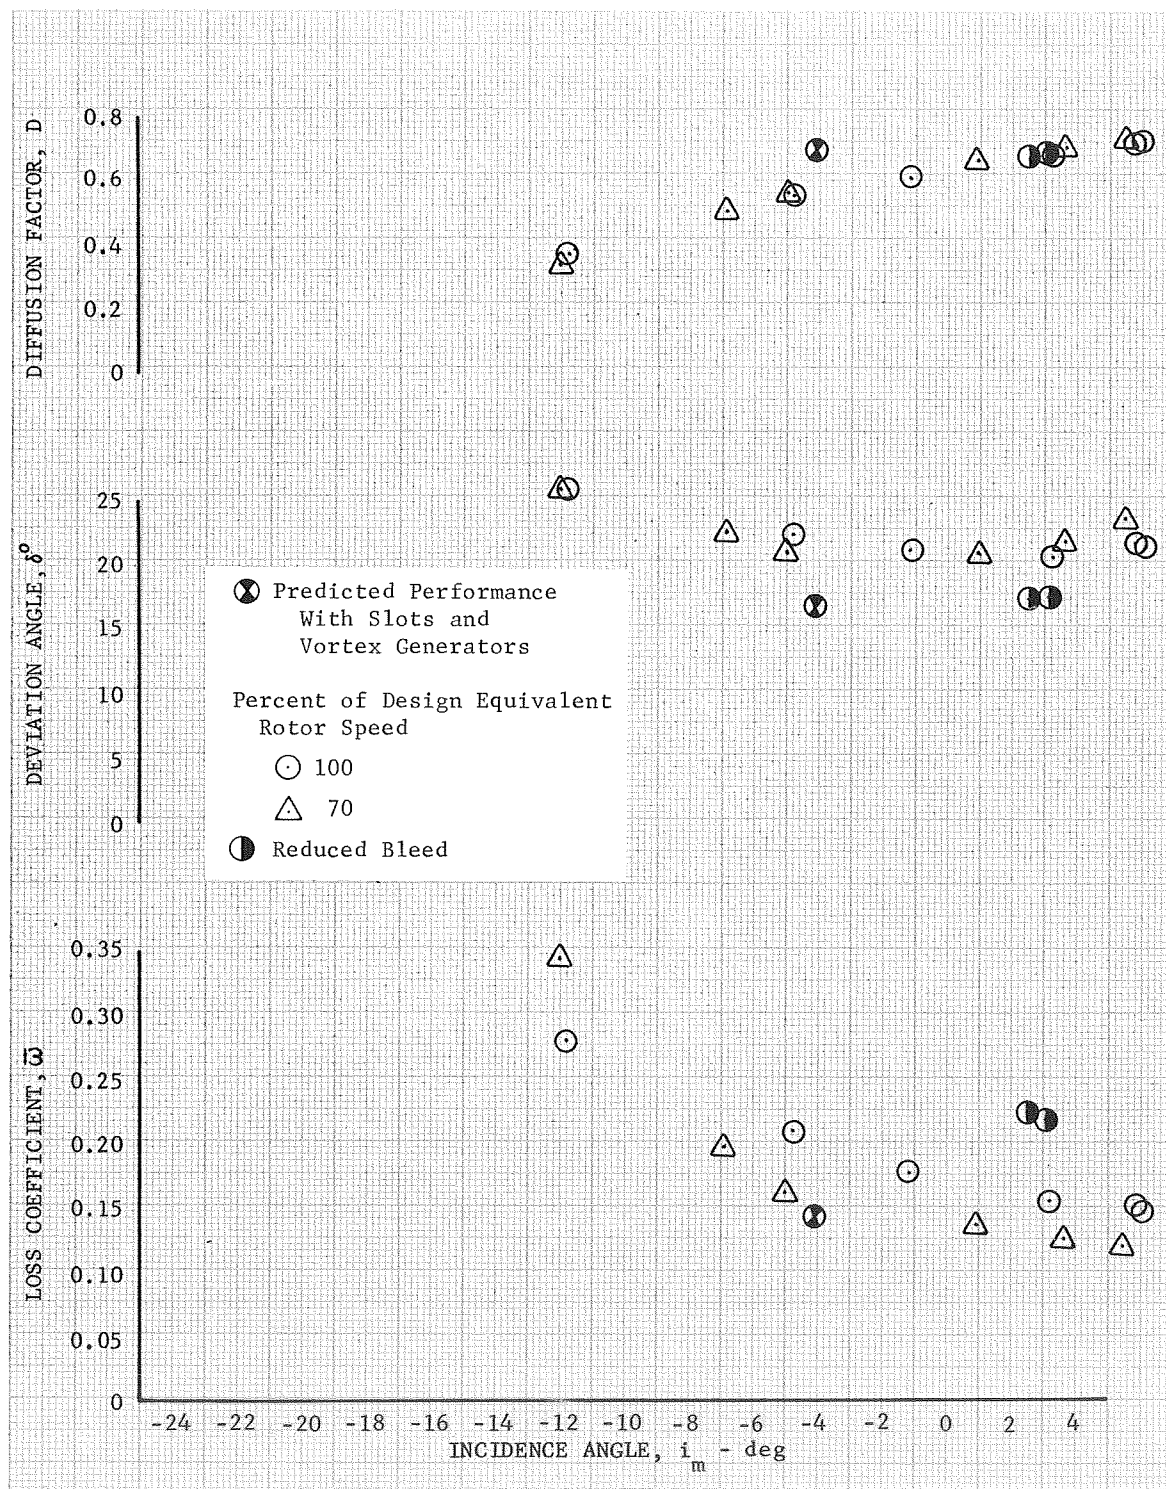 DIFFUSION FACTOR, D
0.8
0.6
0.4
0.2
0
DEVIATION ANGLE, δ°
25
20
15
10
5
0
Predicted Performance
With Slots and
Vortex Generators
Percent of Design Equivalent
Rotor Speed
100
70
Reduced Bleed
LOSS COEFFICIENT, ω̅
0.35
0.30
0.25
0.20
0.15
0.10
0.05
0
-24 -22 -20 -18 -16 -14 -12 -10 -8 -6 -4 -2 0 2 4
INCIDENCE ANGLE, i_m - deg